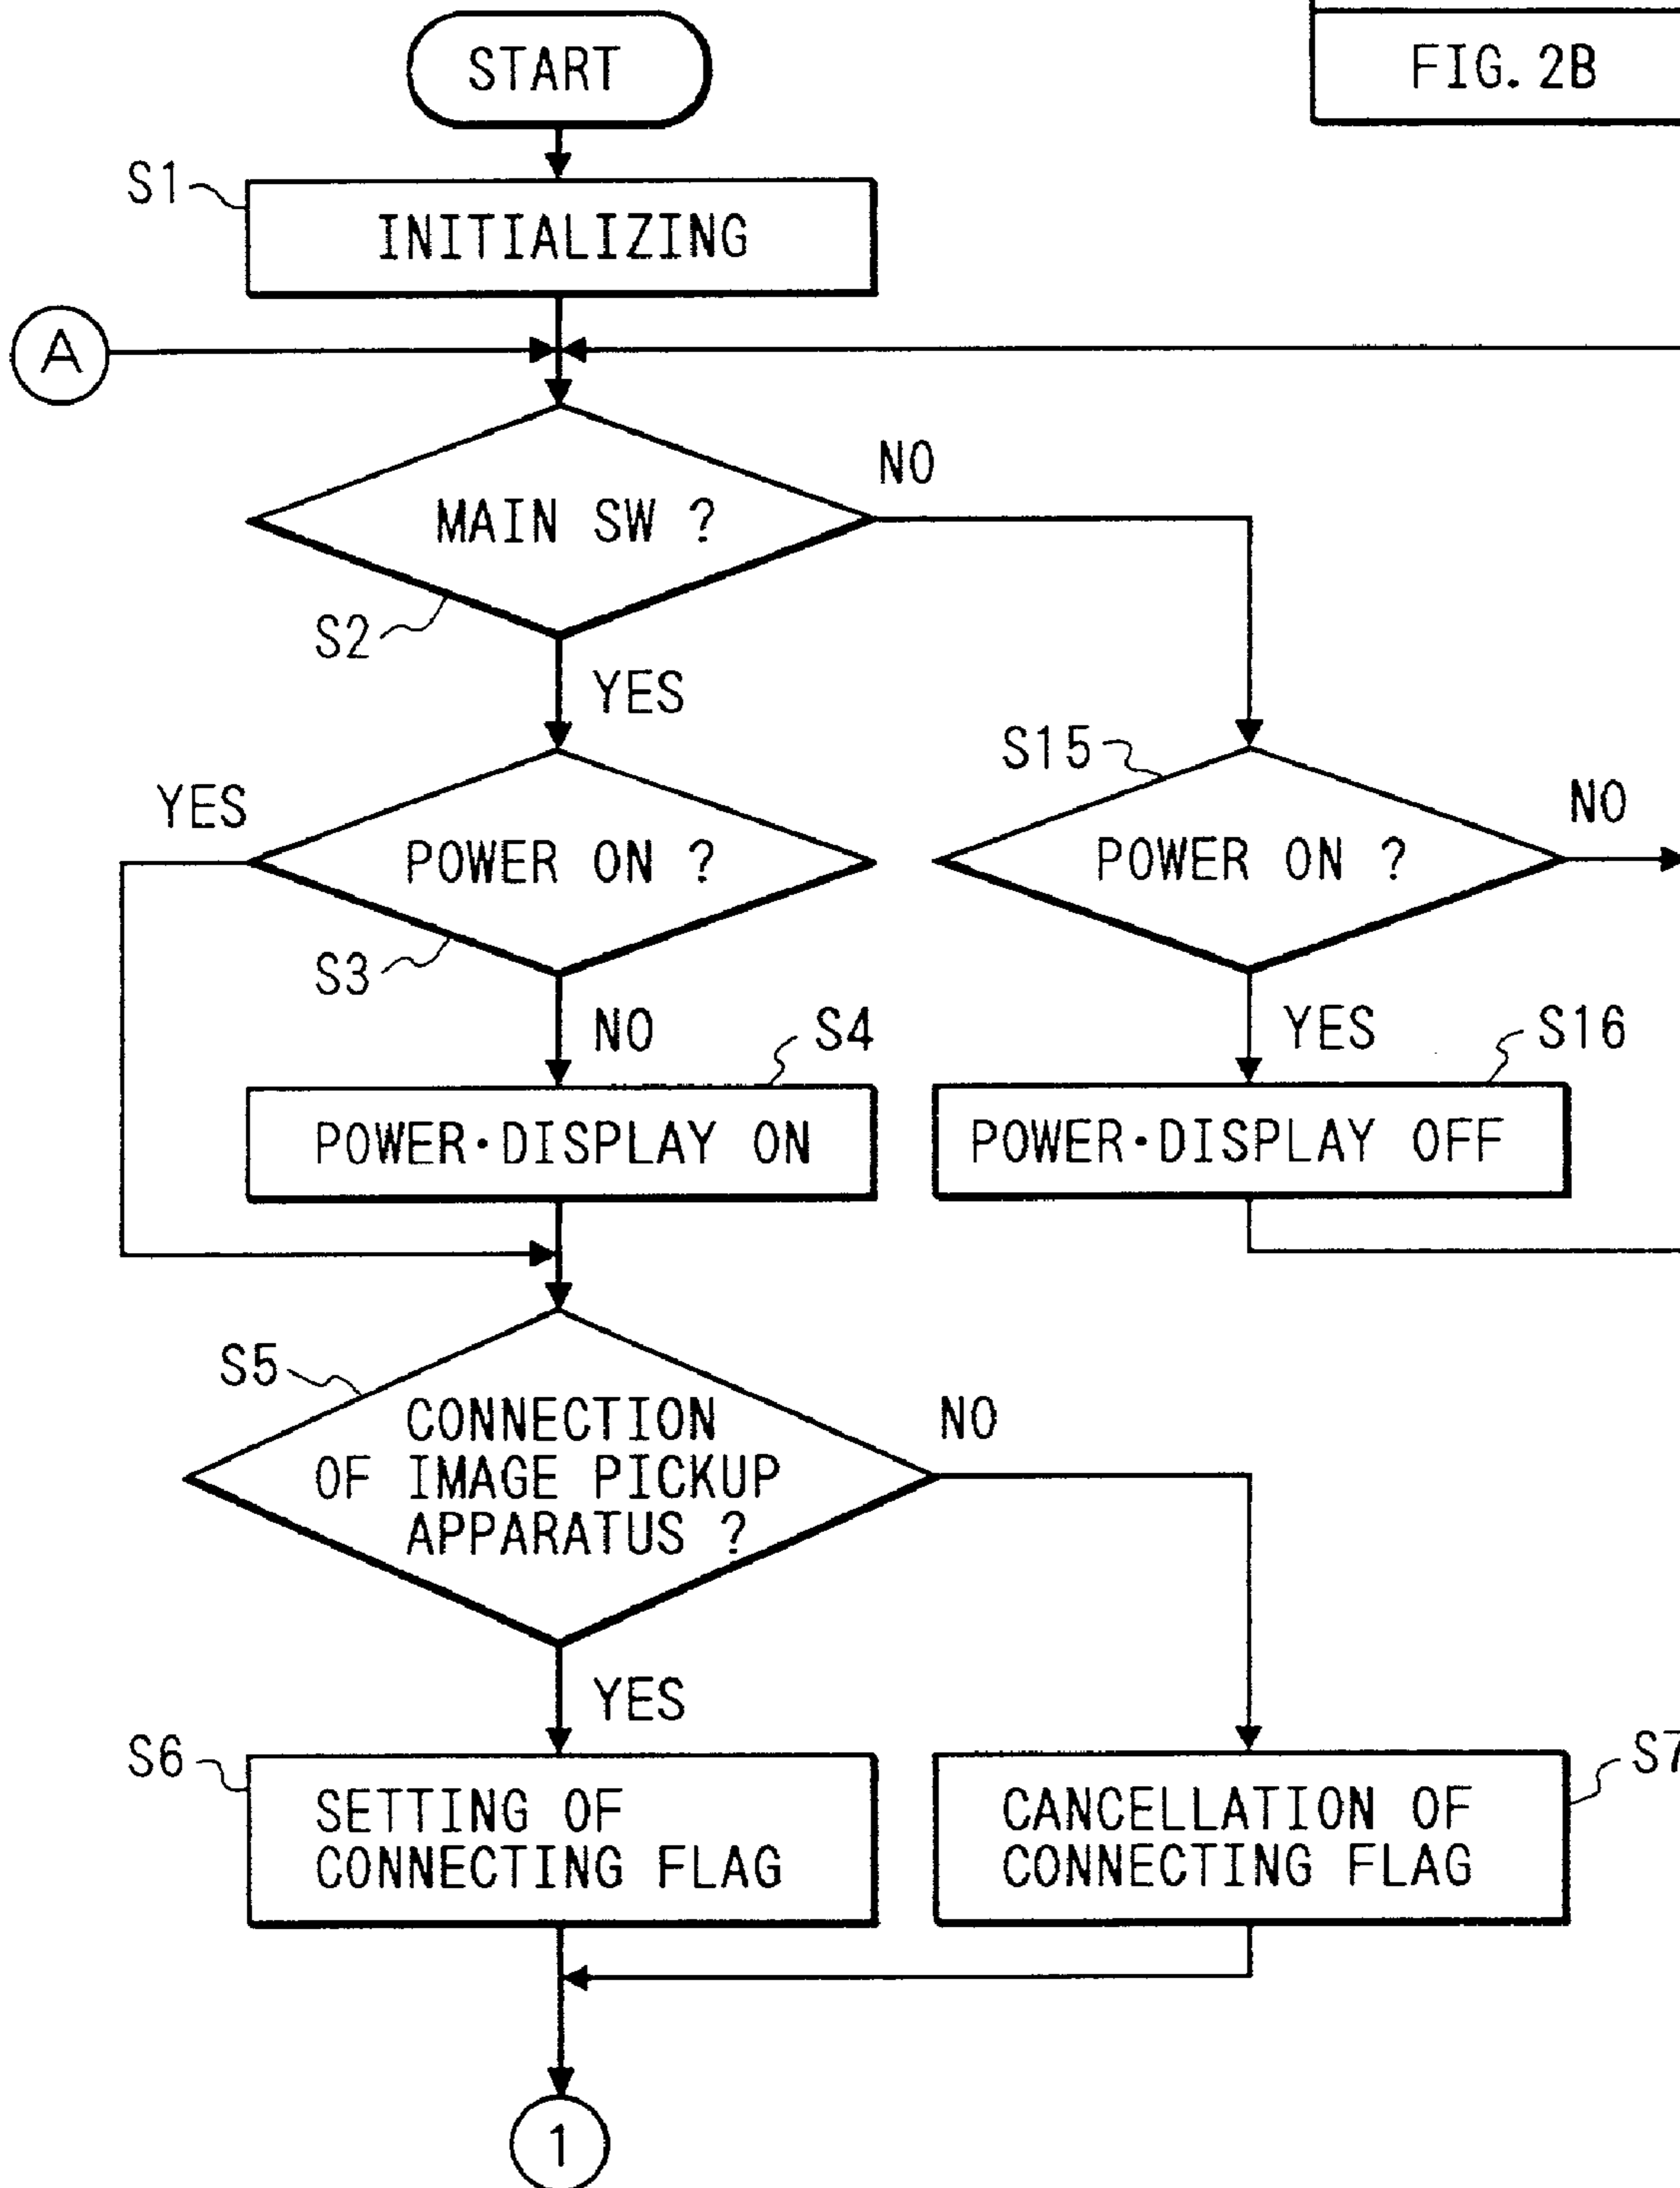 START
FIG. 2B
S1
INITIALIZING
A
MAIN SW ?
NO
S2
YES
S15
YES
POWER ON ?
NO
POWER ON ?
S3
NO
S4
YES
S16
POWER·DISPLAY ON
POWER·DISPLAY OFF
S5
CONNECTION
OF IMAGE PICKUP
APPARATUS ?
NO
YES
S6
SETTING OF
CONNECTING FLAG
S7
CANCELLATION OF
CONNECTING FLAG
1